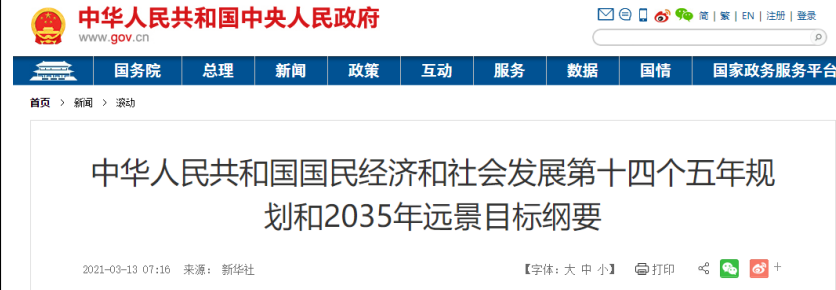 中华人民共和国中央人民政府
www.gov.cn
简 | 繁 | EN | 注册 | 登录
国务院 总理 新闻 政策 互动 服务 数据 国情 国家政务服务平台
首页 > 新闻 > 滚动
中华人民共和国国民经济和社会发展第十四个五年规
划和2035年远景目标纲要
2021-03-13 07:16 来源: 新华社 【字体: 大 中 小】 打印